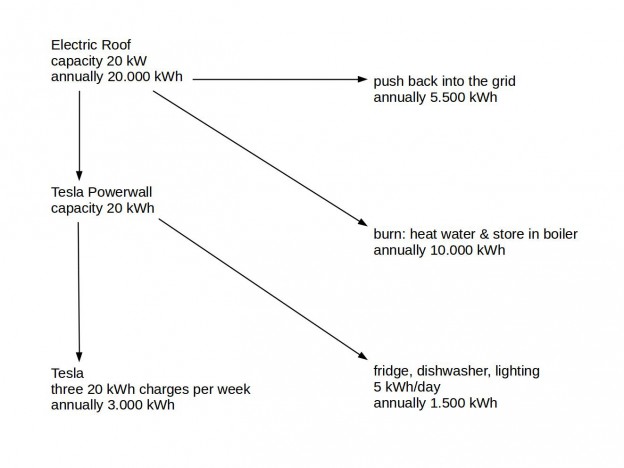 Electric Roof
capacity 20 kW
annually 20.000 kWh
push back into the grid
annually 5.500 kWh
Tesla Powerwall
capacity 20 kWh
burn: heat water & store in boiler
annually 10.000 kWh
Tesla
three 20 kWh charges per week
annually 3.000 kWh
fridge, dishwasher, lighting
5 kWh/day
annually 1.500 kWh